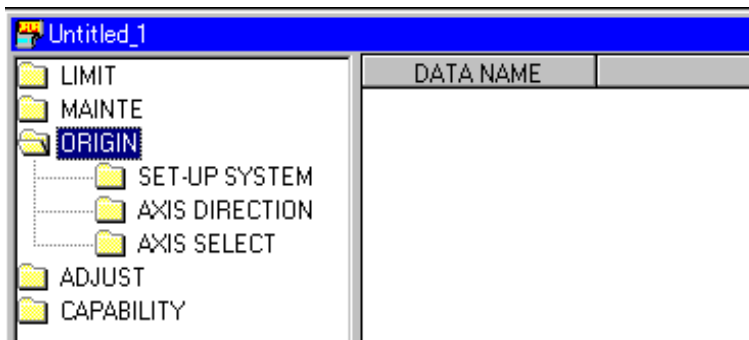 Untitled_1
LIMIT
MAINTE
ORIGIN
SET-UP SYSTEM
AXIS DIRECTION
AXIS SELECT
ADJUST
CAPABILITY
DATA NAME